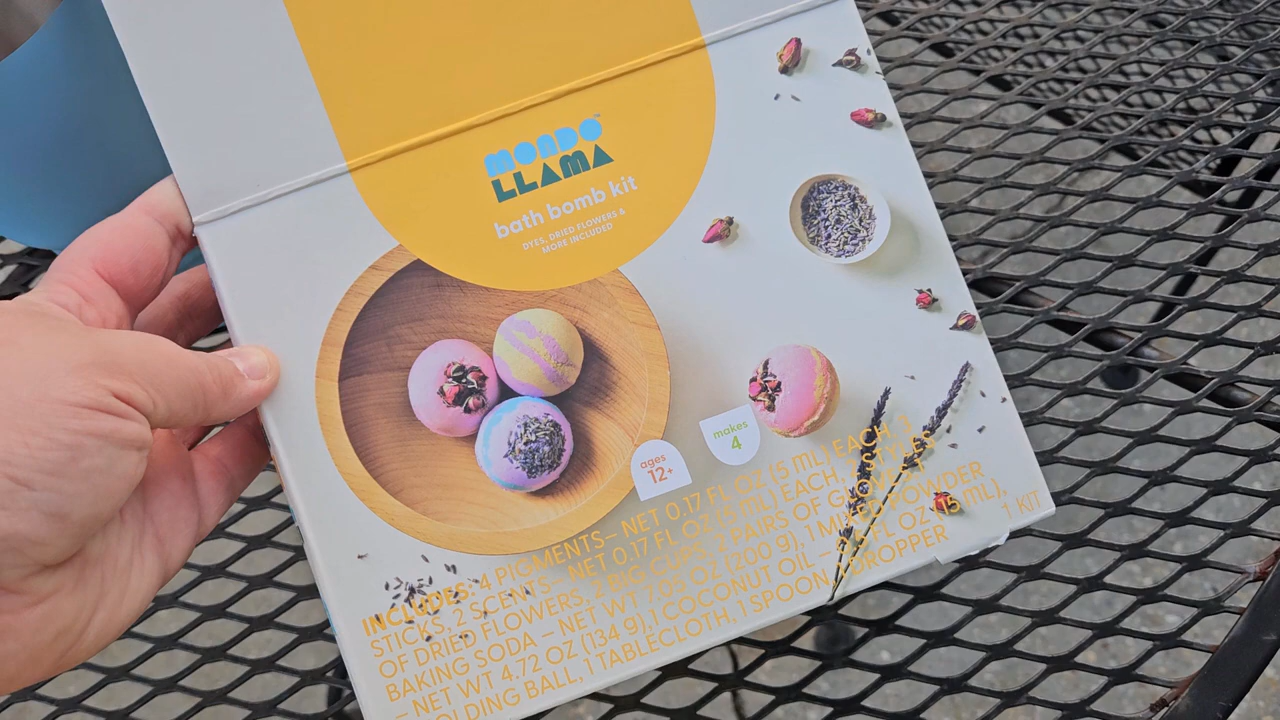 MONDO
LLAMA™
bath bomb kit
DYES, DRIED FLOWERS &
MORE INCLUDED
makes
4
ages
12+
INCLUDES: 4 PIGMENTS– NET 0.17 FL OZ (5 mL) EACH, 3
STICKS, 2 SCENTS– NET 0.17 FL OZ (5 mL) EACH, 2 STYLES
OF DRIED FLOWERS, 2 BIG CUPS, 2 PAIRS OF GLOVES, 1
BAKING SODA – NET WT 7.05 OZ (200 g), 1 MIXED POWDER
– NET WT 4.72 OZ (134 g), 1 COCONUT OIL – FL OZ (15 mL),
OLDING BALL, 1 TABLECLOTH, 1 SPOON, 1 DROPPER
1 KIT